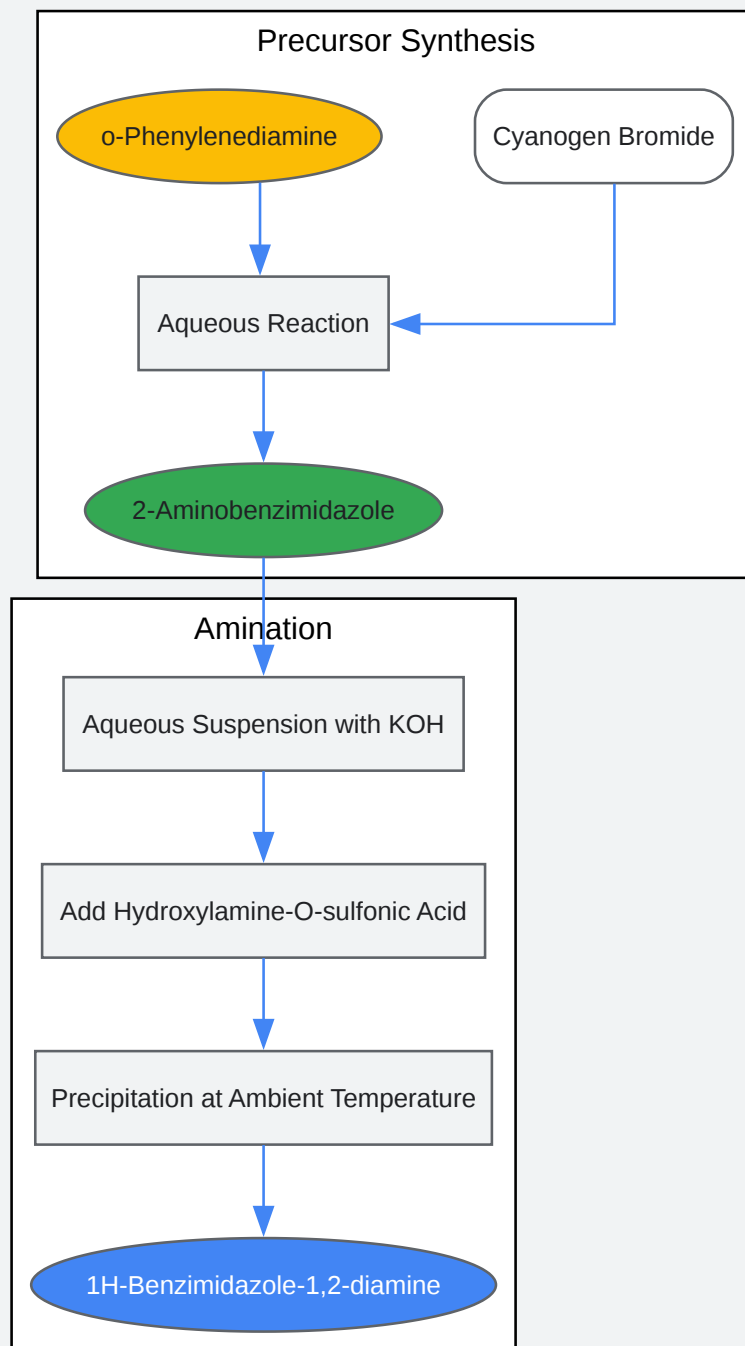 Precursor Synthesis
o-Phenylenediamine
Cyanogen Bromide
Aqueous Reaction
2-Aminobenzimidazole
Amination
Aqueous Suspension with KOH
Add Hydroxylamine-O-sulfonic Acid
Precipitation at Ambient Temperature
1H-Benzimidazole-1,2-diamine